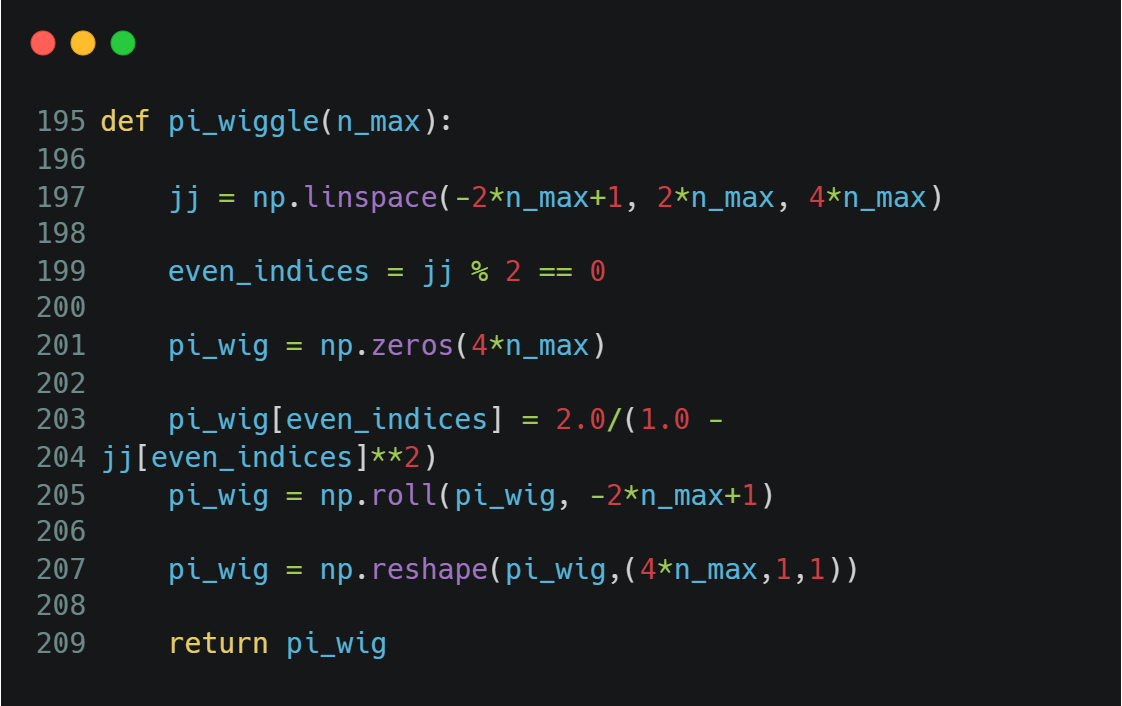 195 def pi_wiggle(n_max):
196
197     jj = np.linspace(-2*n_max+1, 2*n_max, 4*n_max)
198
199     even_indices = jj % 2 == 0
200
201     pi_wig = np.zeros(4*n_max)
202
203     pi_wig[even_indices] = 2.0/(1.0 -
204 jj[even_indices]**2)
205     pi_wig = np.roll(pi_wig, -2*n_max+1)
206
207     pi_wig = np.reshape(pi_wig,(4*n_max,1,1))
208
209     return pi_wig